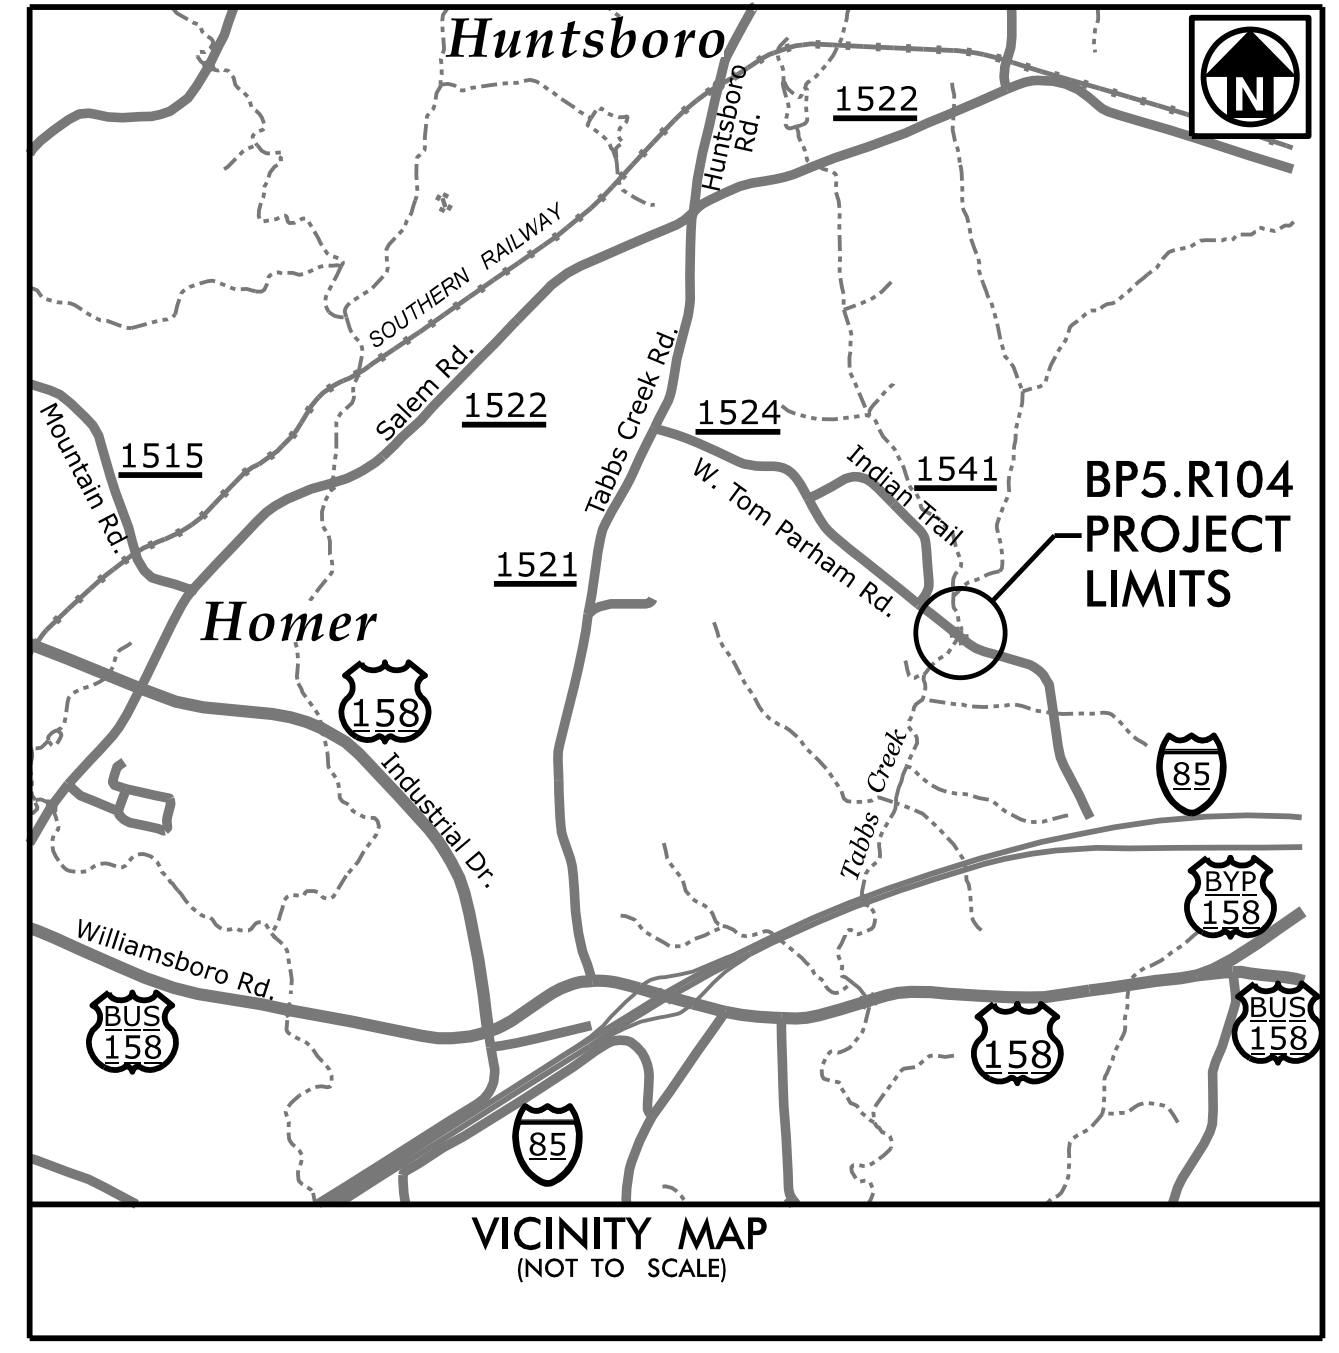 Huntsboro
N
Huntsboro
Rd.
1522
SOUTHERN RAILWAY
Salem Rd.
1522
Tabbs Creek Rd.
1524
Mountain Rd.
1515
W. Tom Parham Rd.
Indian Trail
1541
BP5.R104
PROJECT
LIMITS
1521
Homer
158
Industrial Dr.
Tabbs Creek
85
BYP
158
Williamsboro Rd.
BUS
158
158
BUS
158
85
VICINITY MAP
(NOT TO SCALE)